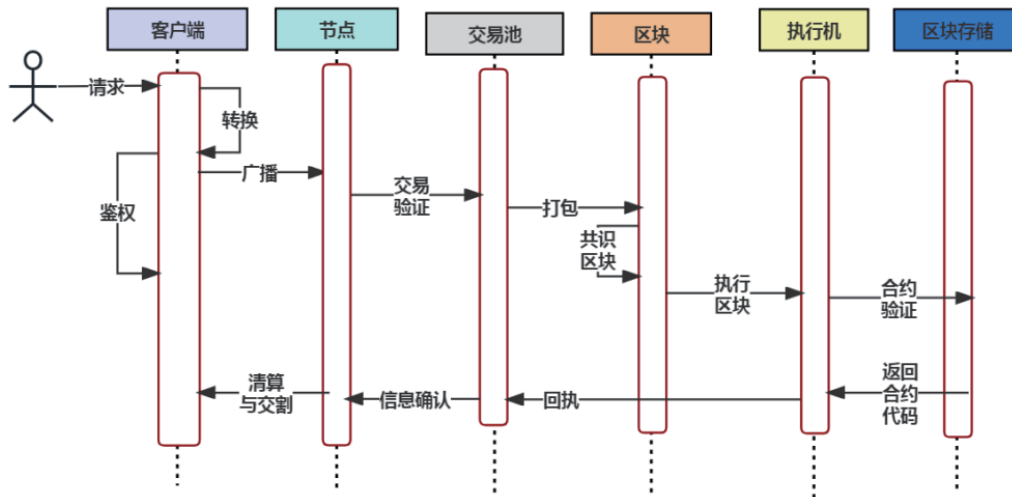 客户端
节点
交易池
区块
执行机
区块存储
请求
转换
广播
鉴权
交易
验证
打包
共识
区块
执行
区块
合约
验证
返回
合约
代码
回执
信息确认
清算
与交割